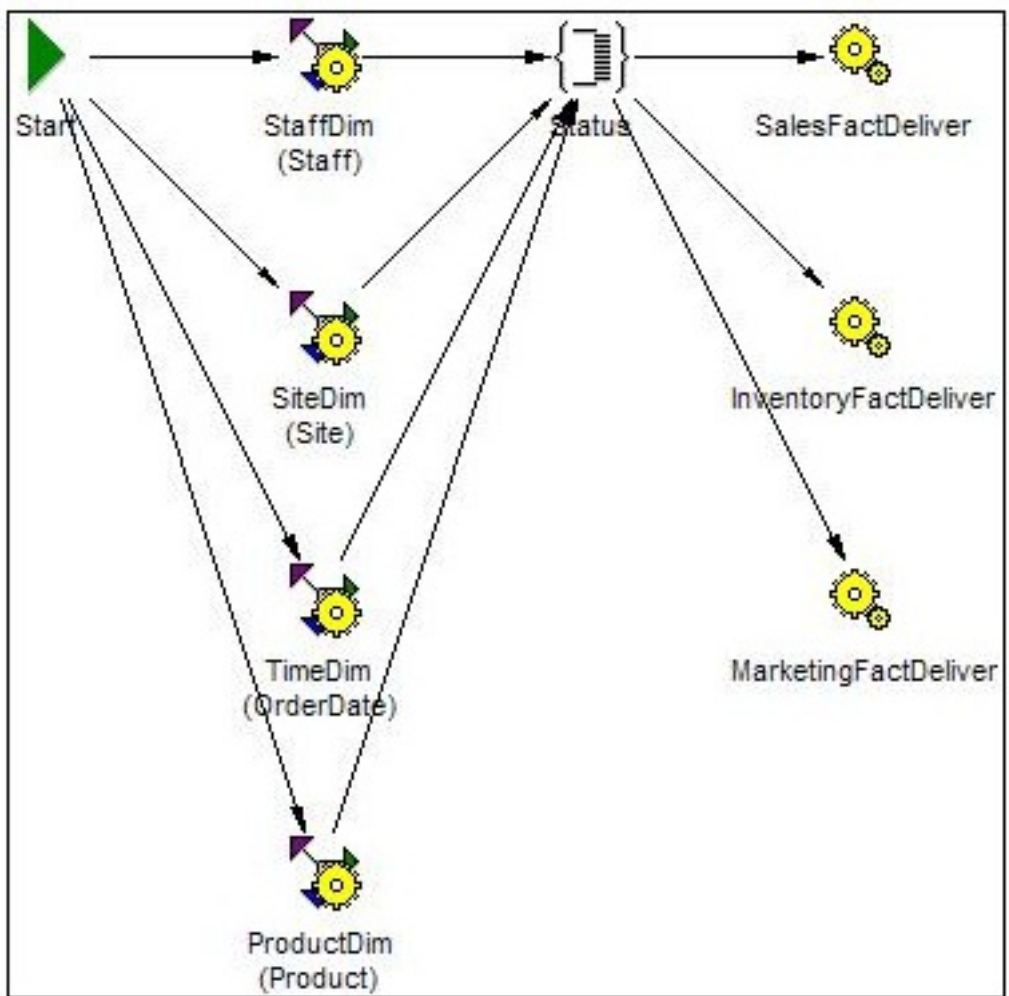 Start
StaffDim
(Staff)
Status
SalesFactDeliver
SiteDim
(Site)
InventoryFactDeliver
TimeDim
(OrderDate)
MarketingFactDeliver
ProductDim
(Product)